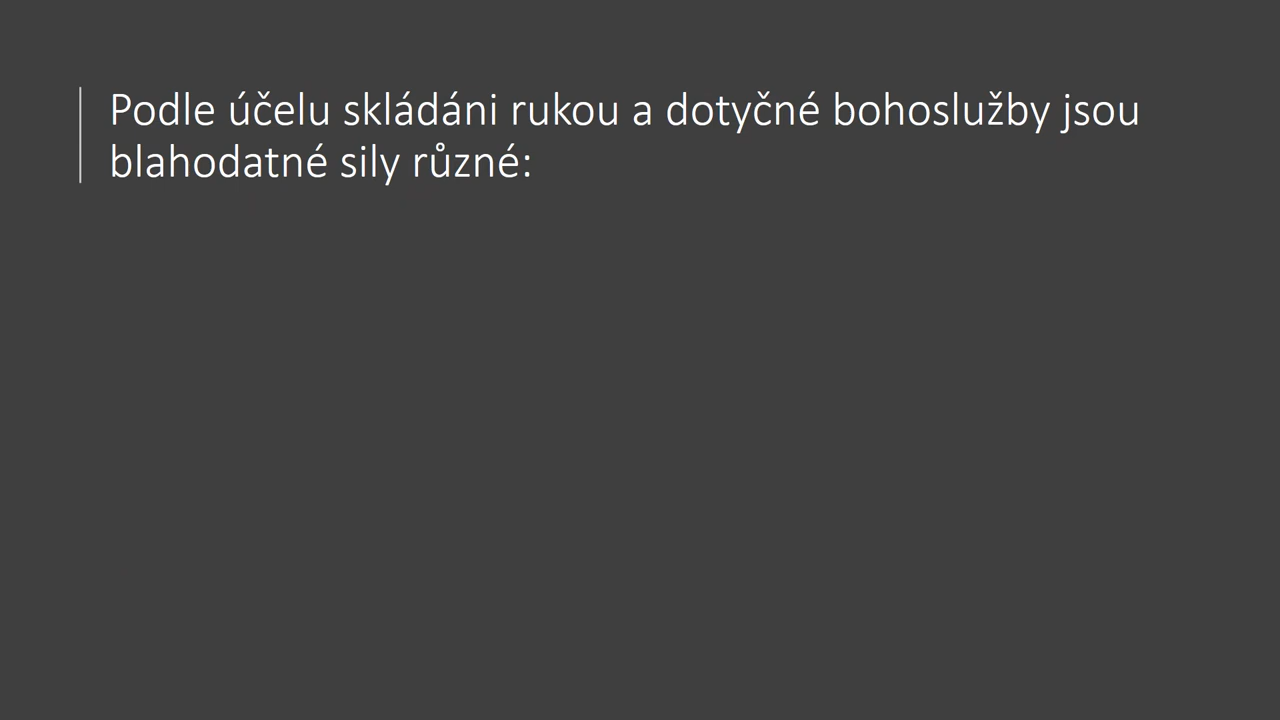 Podle účelu skládáni rukou a dotyčné bohoslužby jsou
blahodatné sily různé: